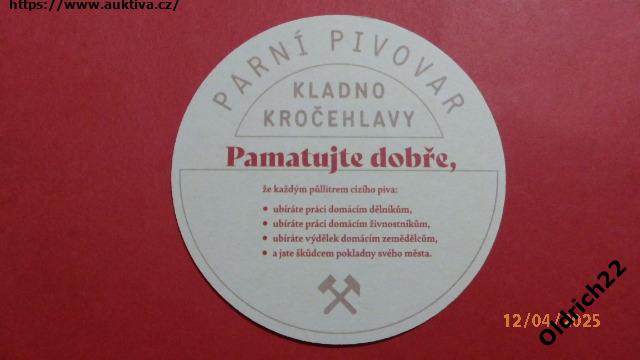 https://www.auktiva.cz/
PARNÍ PIVOVAR
KLADNO
KROČEHLAVY
Pamatujte dobře,
že každým půllitrem cizího piva:
• ubíráte práci domácím dělníkům,
• ubíráte práci domácím živnostníkům,
• ubíráte výdělek domácím zemědělcům,
• a jste škůdcem pokladny svého města.
12/04/2025
Oldrich22